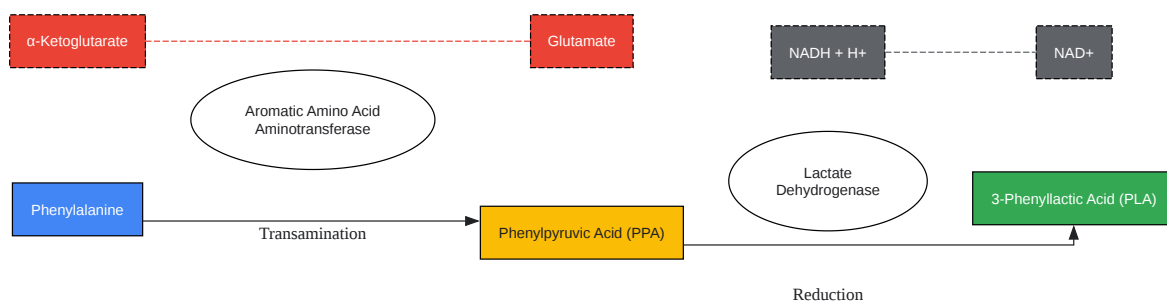 α-Ketoglutarate
Glutamate
NADH + H+
NAD+
Aromatic Amino Acid
Aminotransferase
Lactate
Dehydrogenase
Phenylalanine
Transamination
Phenylpyruvic Acid (PPA)
3-Phenyllactic Acid (PLA)
Reduction